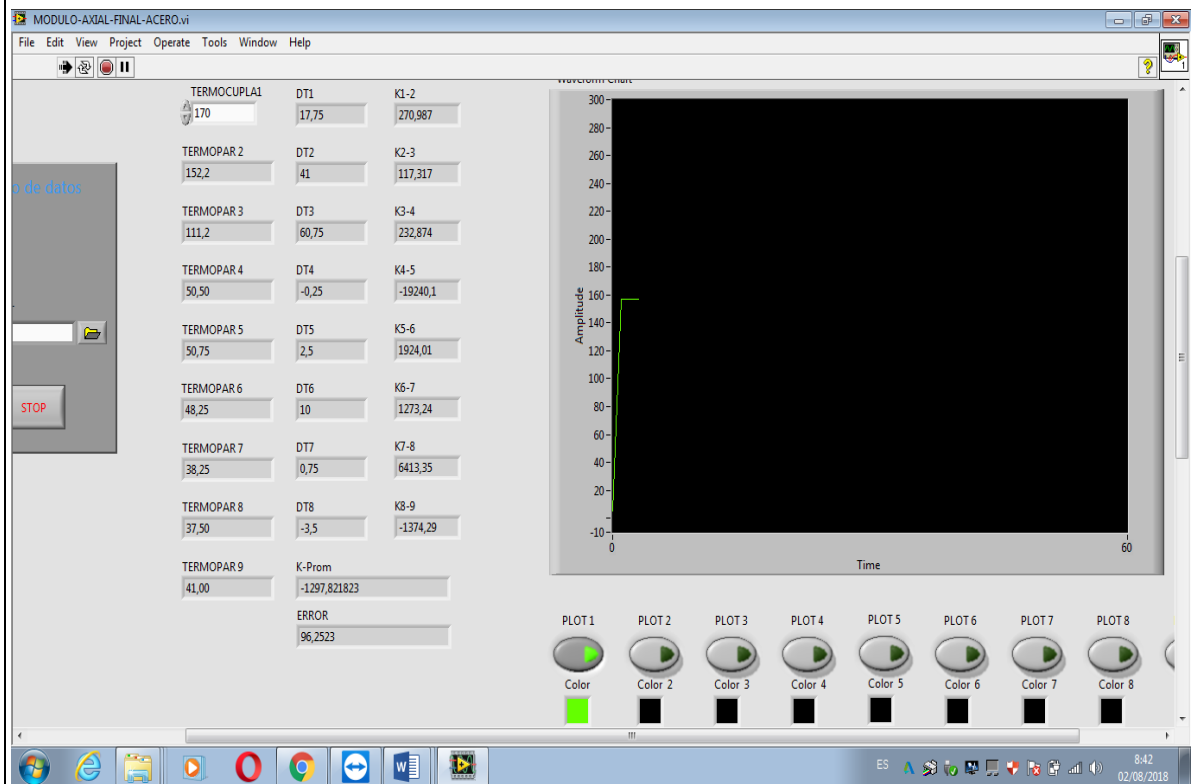 MODULO-AXIAL-FINAL-ACERO.vi
File Edit View Project Operate Tools Window Help
TERMOCUPLA1 DT1 K1-2
170 17,75 270,987
TERMOPAR 2 DT2 K2-3
152,2 41 117,317
TERMOPAR 3 DT3 K3-4
111,2 60,75 232,874
TERMOPAR 4 DT4 K4-5
50,50 -0,25 -19240,1
TERMOPAR 5 DT5 K5-6
50,75 2,5 1924,01
TERMOPAR 6 DT6 K6-7
48,25 10 1273,24
TERMOPAR 7 DT7 K7-8
38,25 0,75 6413,35
TERMOPAR 8 DT8 K8-9
37,50 -3,5 -1374,29
TERMOPAR 9 K-Prom
41,00 -1297,821823
ERROR
96,2523
o de datos
STOP
Waveform Chart
300
280
260
240
220
200
180
160
140
120
100
80
60
40
20
-10
Amplitude
0 60
Time
PLOT 1 PLOT 2 PLOT 3 PLOT 4 PLOT 5 PLOT 6 PLOT 7 PLOT 8
Color Color 2 Color 3 Color 4 Color 5 Color 6 Color 7 Color 8
ES 8:42
02/08/2018